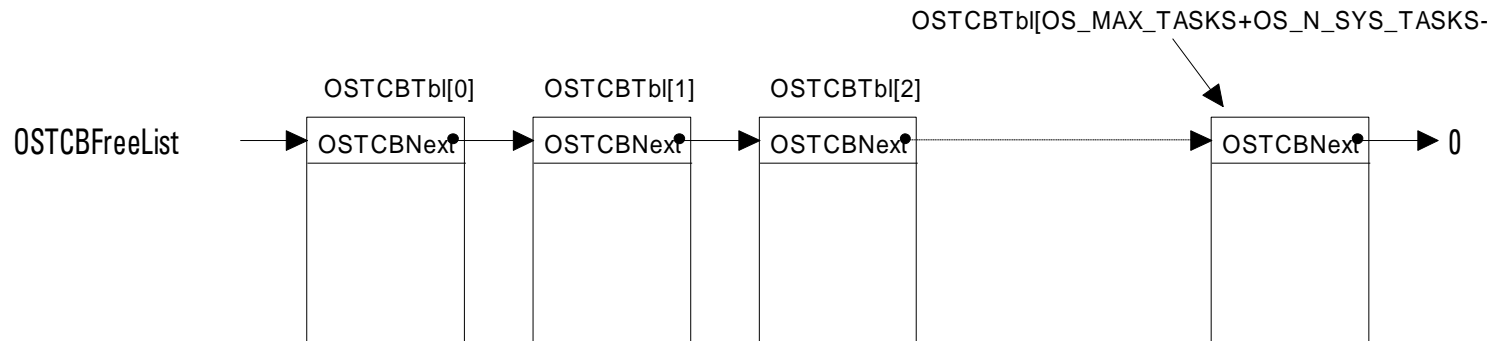 OSTCBTbl[OS_MAX_TASKS+OS_N_SYS_TASKS-
OSTCBTbl[0] OSTCBTbl[1] OSTCBTbl[2]
OSTCBFreeList OSTCBNext OSTCBNext OSTCBNext OSTCBNext 0